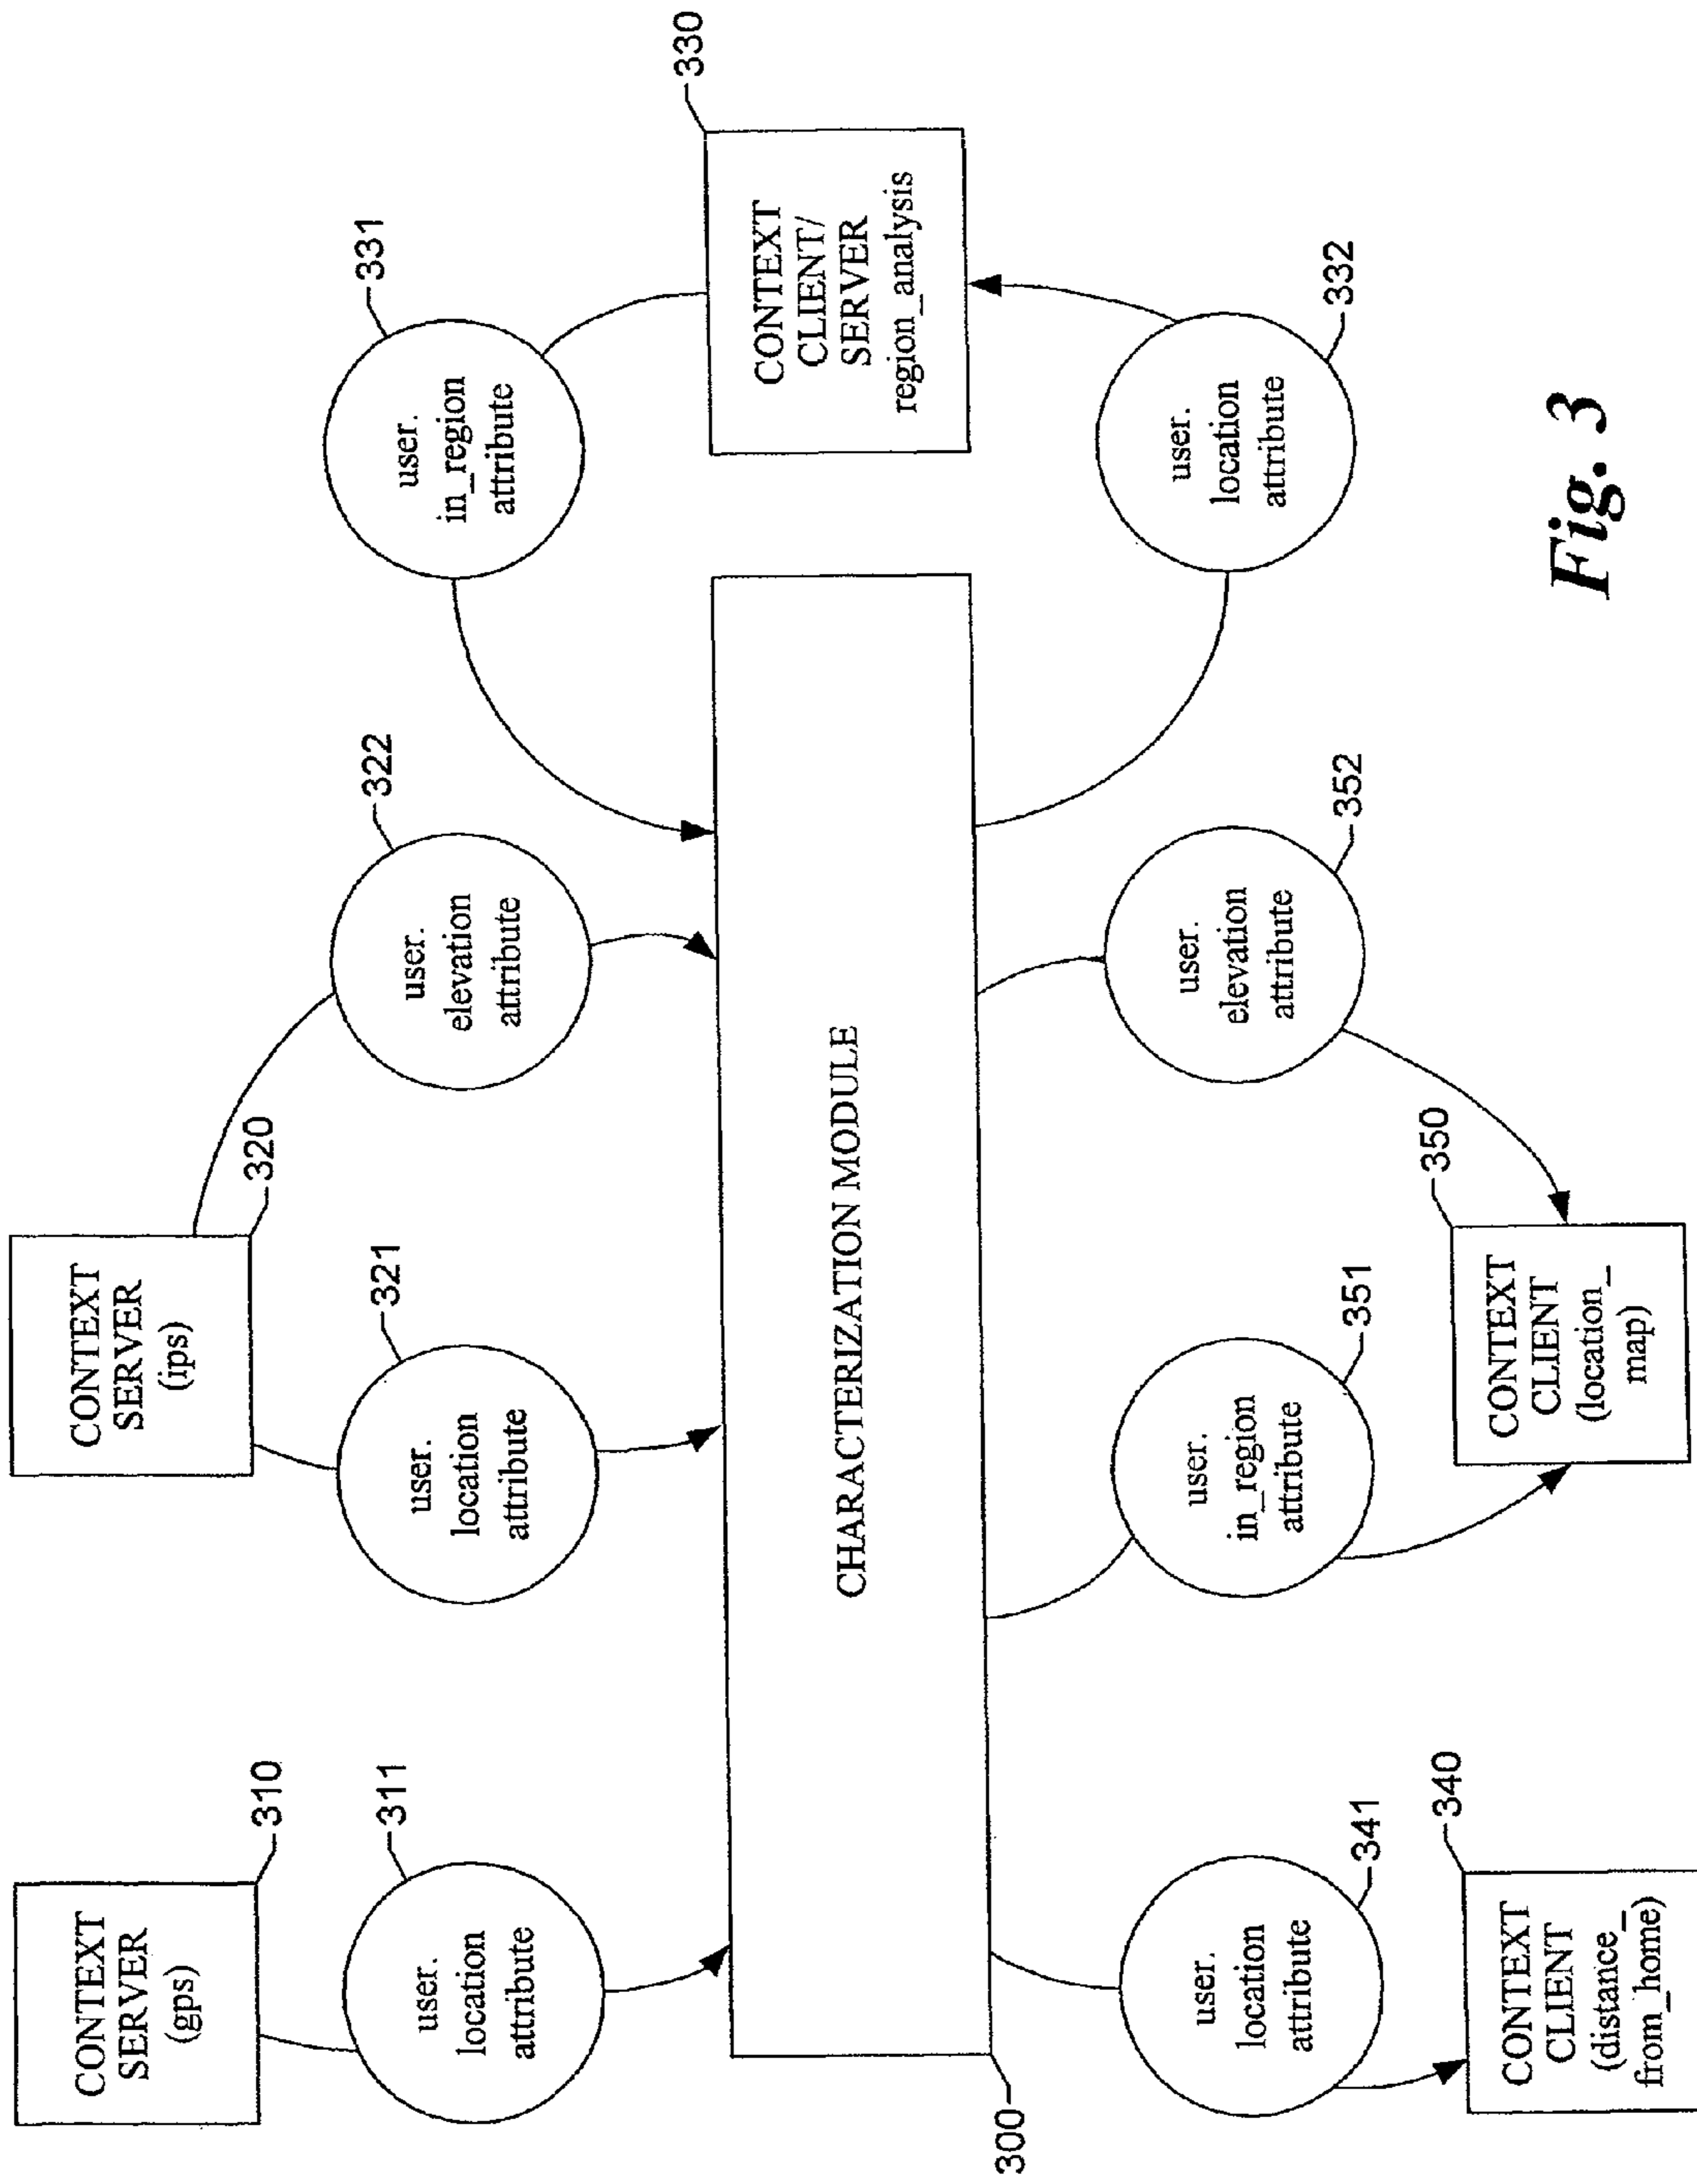 CONTEXT
SERVER
(gps)
310
CONTEXT
SERVER
(ips)
320
user.
location
attribute
311
user.
location
attribute
321
user.
elevation
attribute
322
user.
in_region
attribute
331
CHARACTERIZATION MODULE
300
CONTEXT
CLIENT/
SERVER
region_analysis
330
user.
location
attribute
341
user.
in_region
attribute
351
user.
elevation
attribute
352
user.
location
attribute
332
CONTEXT
CLIENT
(distance_
from_home)
340
CONTEXT
CLIENT
(location_
map)
350
Fig. 3